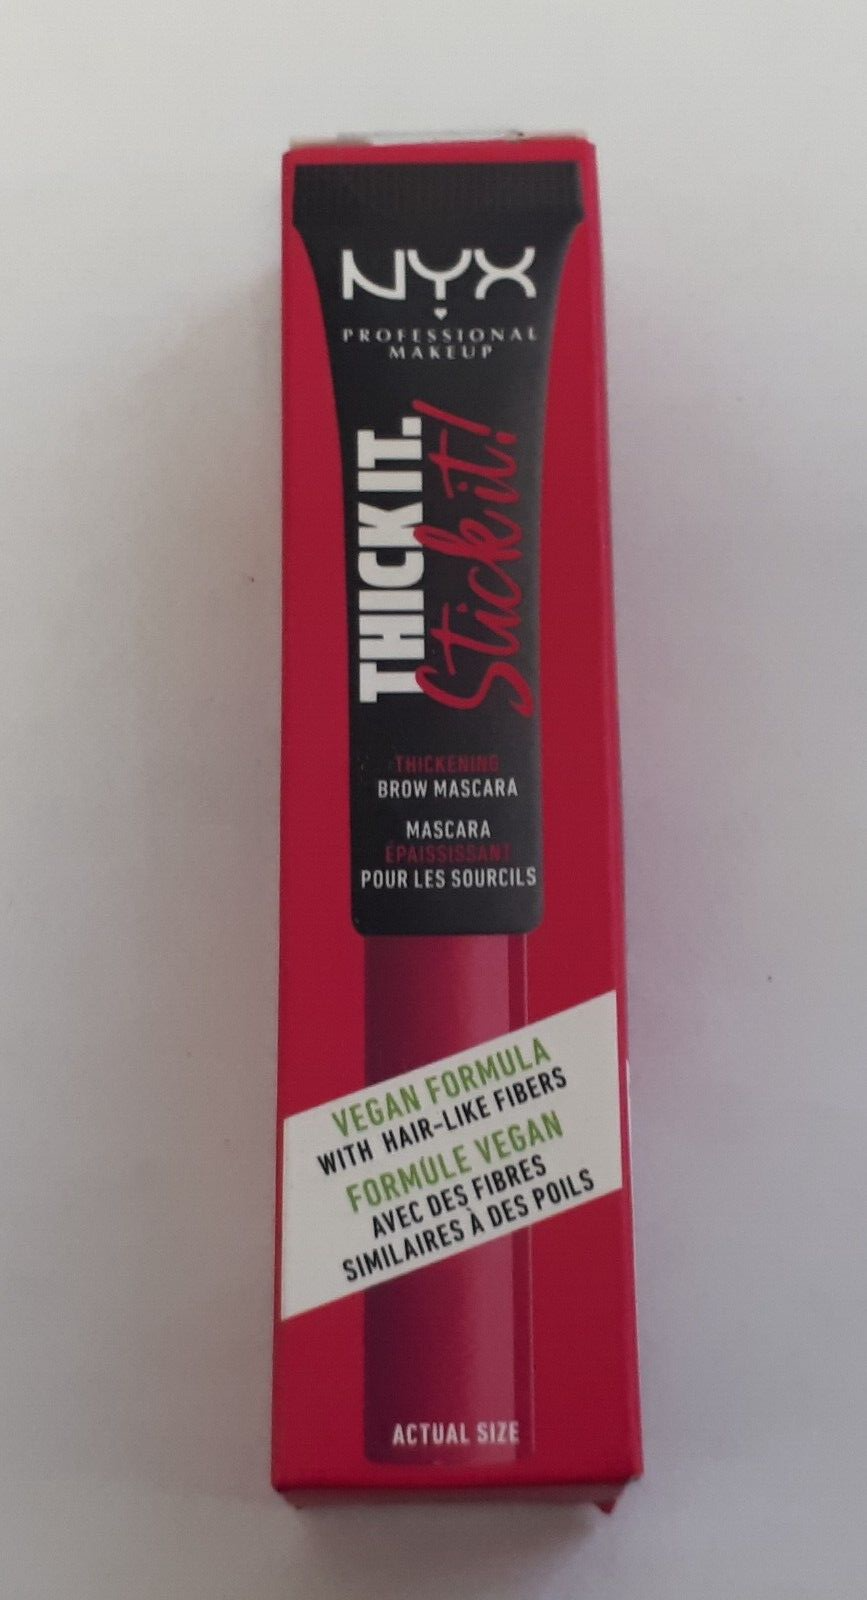 NYX
PROFESSIONAL
MAKEUP
THICK IT.
Stick it!
THICKENING
BROW MASCARA
MASCARA
ÉPAISSISSANT
POUR LES SOURCILS
VEGAN FORMULA
WITH HAIR-LIKE FIBERS
FORMULE VEGAN
AVEC DES FIBRES
SIMILAIRES À DES POILS
ACTUAL SIZE